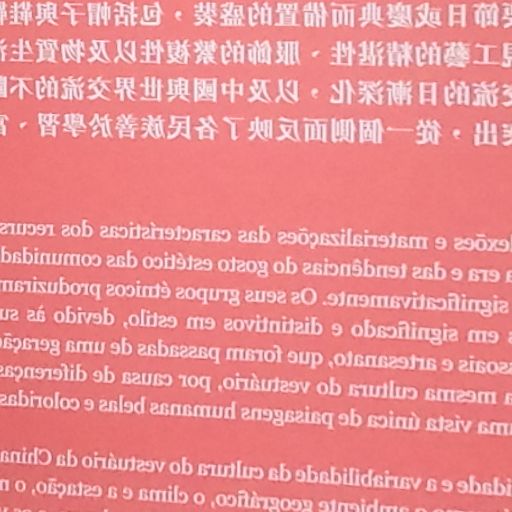 要節日或慶典而備置的盛裝，包括帽子與鞋
工藝的精湛性、服飾的繁複性以及物質生
交流的日漸深化，以及中國與世界交流的不
出，從一個側面反映了各民族善於學習、
flexões e materializações das características dos recurs
a era e das tendências do gosto estético das comunidad
significativamente. Os seus grupos étnicos produziram
s em significado e distintivos em estilo, devido às su
ssoais e artesanato, que foram passadas de uma geração
a mesma cultura do vestuário, por causa de diferenças
uma vista única de paisagens humanas belas e coloridas
idade e a variabilidade da cultura do vestuário da China
o ambiente geográfico, o clima e a estação, o